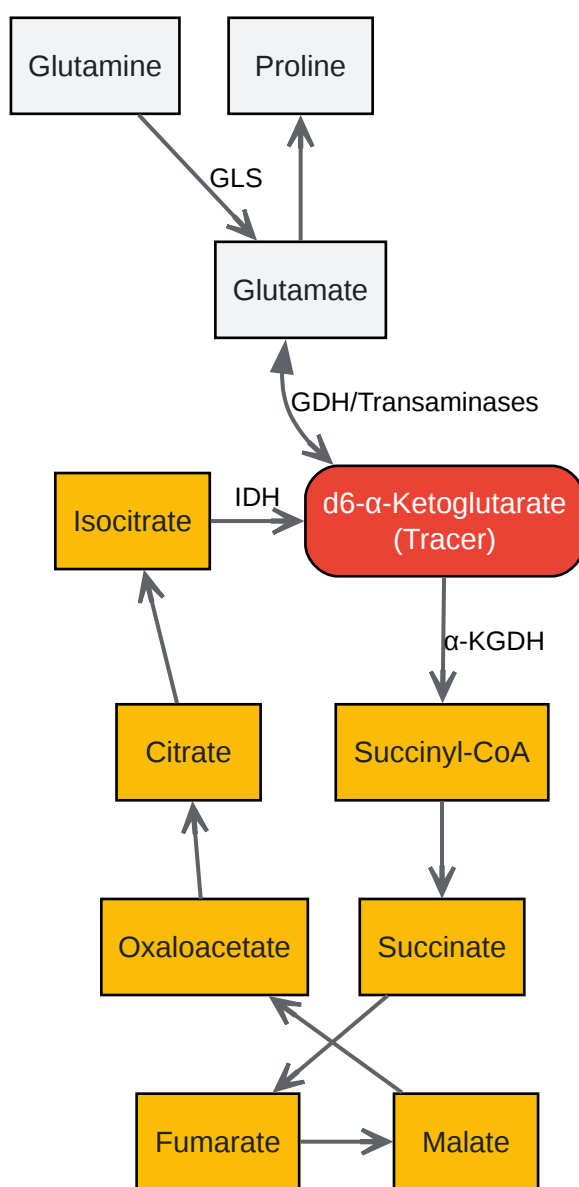 Glutamine
Proline
GLS
Glutamate
GDH/Transaminases
Isocitrate
IDH
d6-α-Ketoglutarate
(Tracer)
α-KGDH
Citrate
Succinyl-CoA
Oxaloacetate
Succinate
Fumarate
Malate